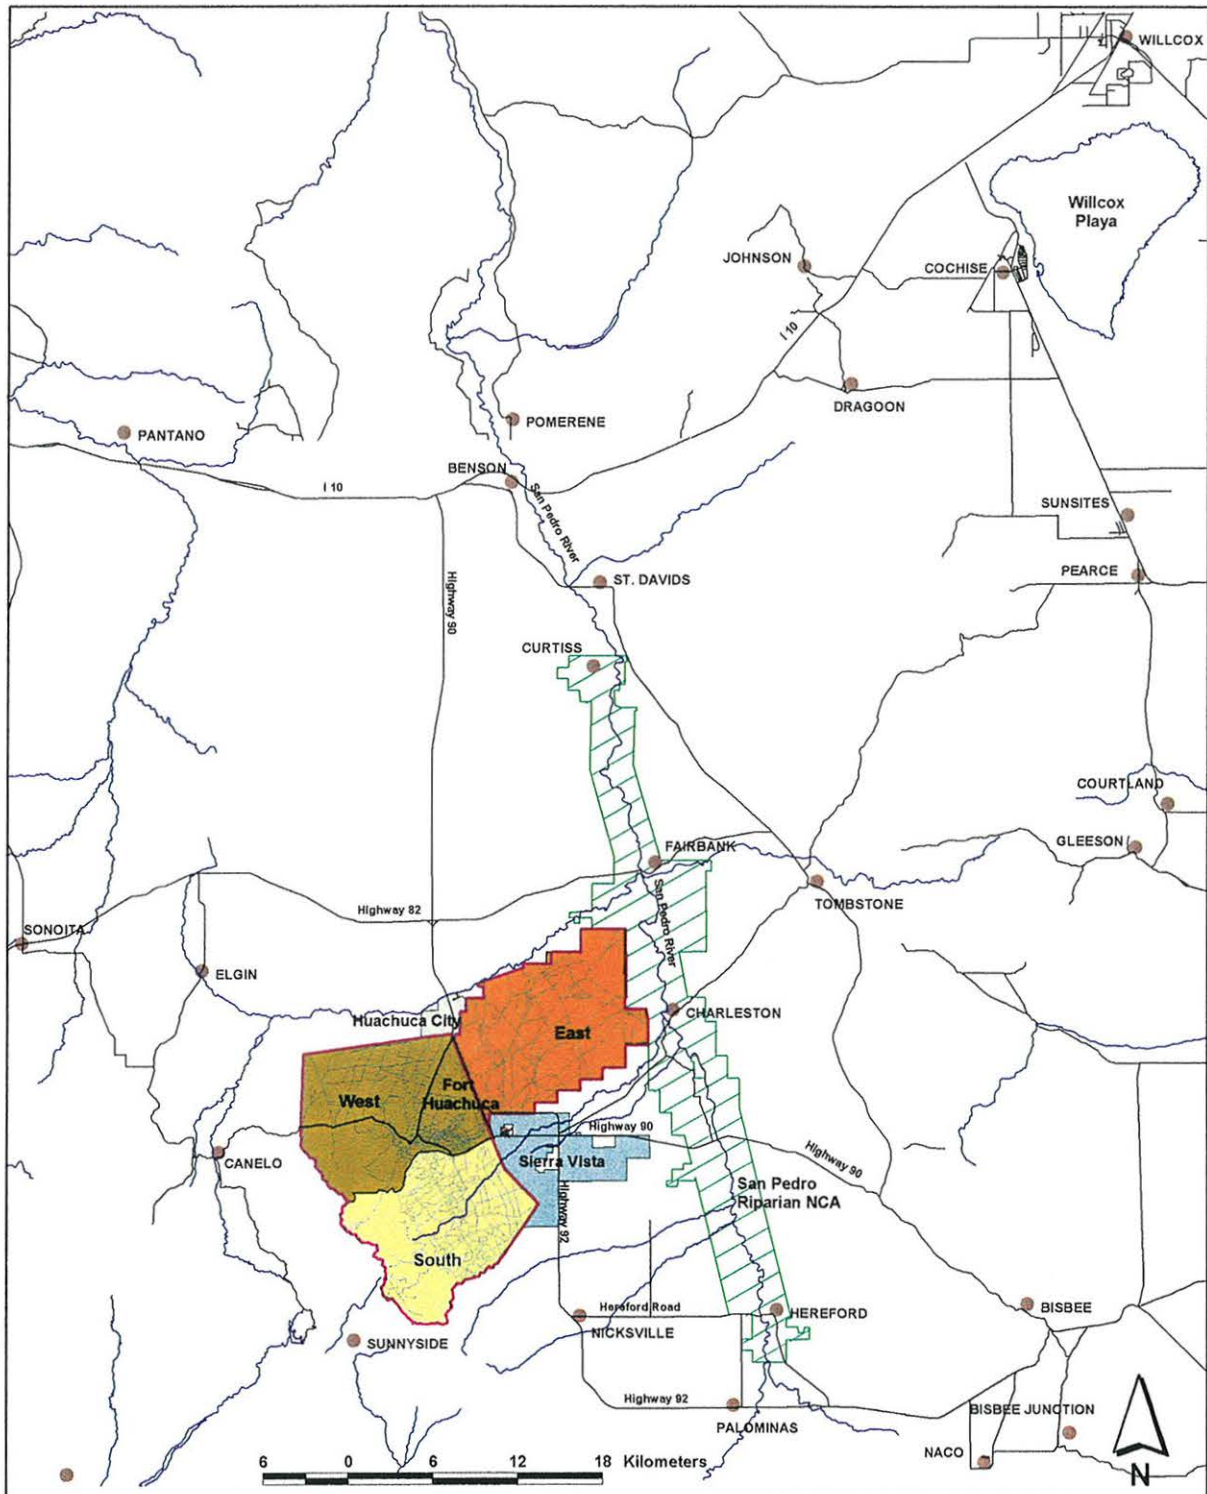 WILLCOX
Willcox
Playa
JOHNSON
COCHISE
I 10
DRAGOON
POMERENE
PANTANO
BENSON
I 10
San Pedro River
SUNSITES
PEARCE
ST. DAVIDS
Highway 90
CURTISS
COURTLAND
GLEESON
FAIRBANK
San Pedro River
TOMBSTONE
Highway 82
SONOITA
ELGIN
CHARLESTON
Huachuca City
East
West
Fort
Huachuca
Highway 90
Sierra Vista
Highway 90
CANELO
San Pedro
Riparian NCA
Highway 92
South
Hereford Road
HEREFORD
BISBEE
NICKSVILLE
SUNNYSIDE
Highway 92
PALOMINAS
BISBEE JUNCTION
NACO
6 0 6 12 18 Kilometers
N